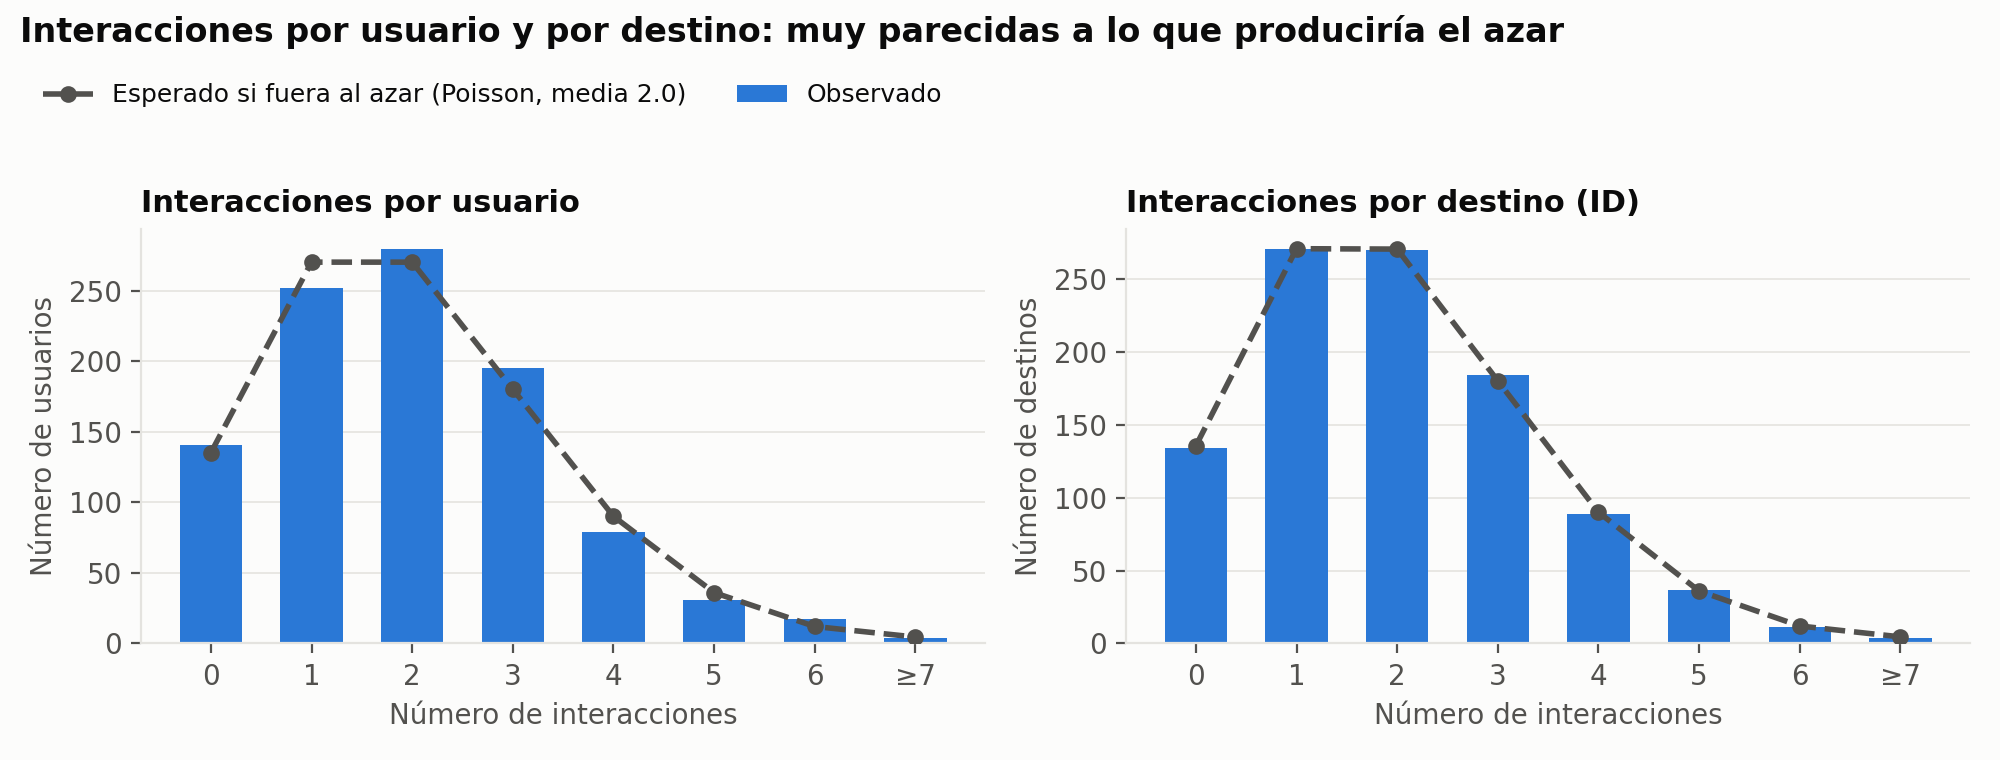 Interacciones por usuario y por destino: muy parecidas a lo que produciría el azar
Esperado si fuera al azar (Poisson, media 2.0)
Observado
Interacciones por usuario
Número de usuarios
250
200
150
100
50
0
0 1 2 3 4 5 6 ≥7
Número de interacciones
Interacciones por destino (ID)
Número de destinos
250
200
150
100
50
0
0 1 2 3 4 5 6 ≥7
Número de interacciones